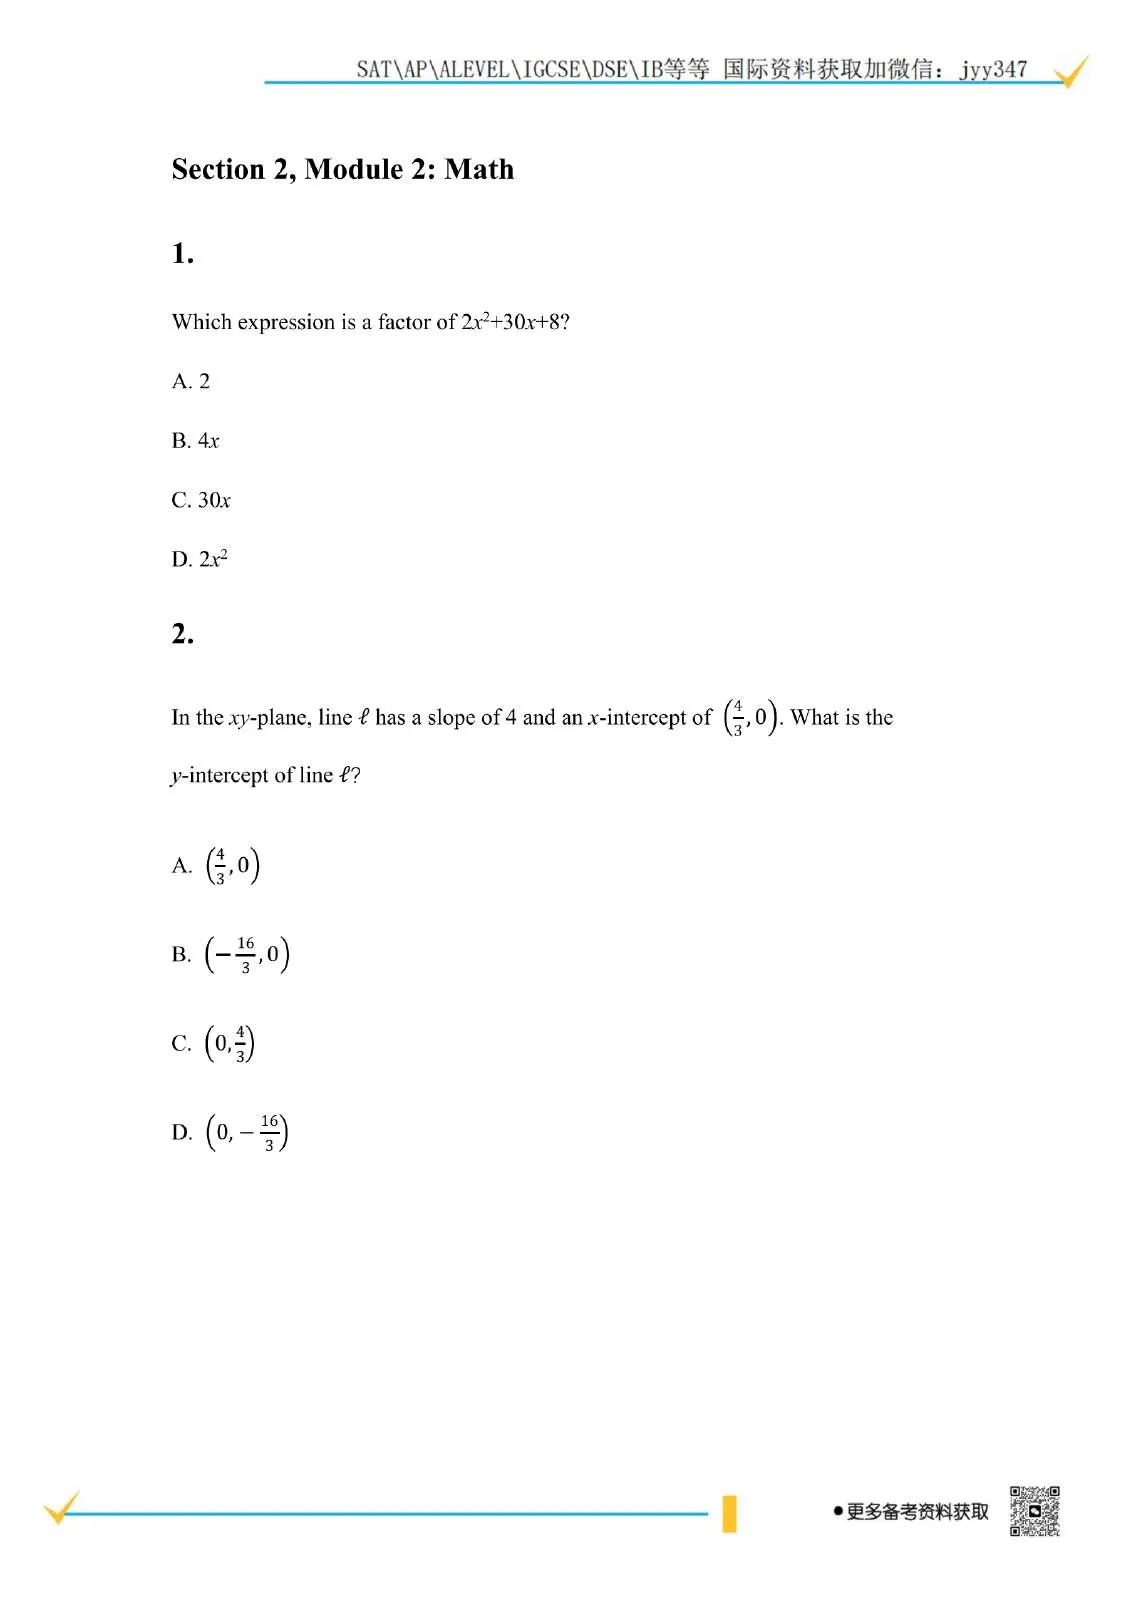 SAT\AP\ALEVEL\IGCSE\DSE\IB等等 国际资料获取加微信：jyy347
Section 2, Module 2: Math
1.
Which expression is a factor of 2x²+30x+8?
A. 2
B. 4x
C. 30x
D. 2x²
2.
In the xy-plane, line ℓ has a slope of 4 and an x-intercept of (4/3, 0). What is the
y-intercept of line ℓ?
A. (4/3, 0)
B. (−16/3, 0)
C. (0, 4/3)
D. (0, −16/3)
●更多备考资料获取